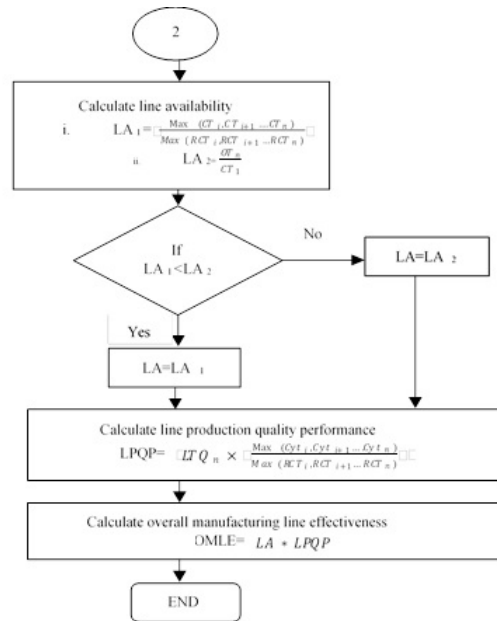 2
Calculate line availability
i. LA 1=▯Max (CT i,CT i+1 ...CT n)/Max (RCT i,RCT i+1 ...RCT n)▯
ii. LA 2=OT n/CT 1
If
LA 1<LA 2
No
LA=LA 2
Yes
LA=LA 1
Calculate line production quality performance
LPQP= ▯LTQ n × ▯Max (Cyt i,Cyt i+1 ... Cyt n)/Max (RCT i,RCT i+1 ... RCT n)▯▯
Calculate overall manufacturing line effectiveness
OMLE= LA * LPQP
END